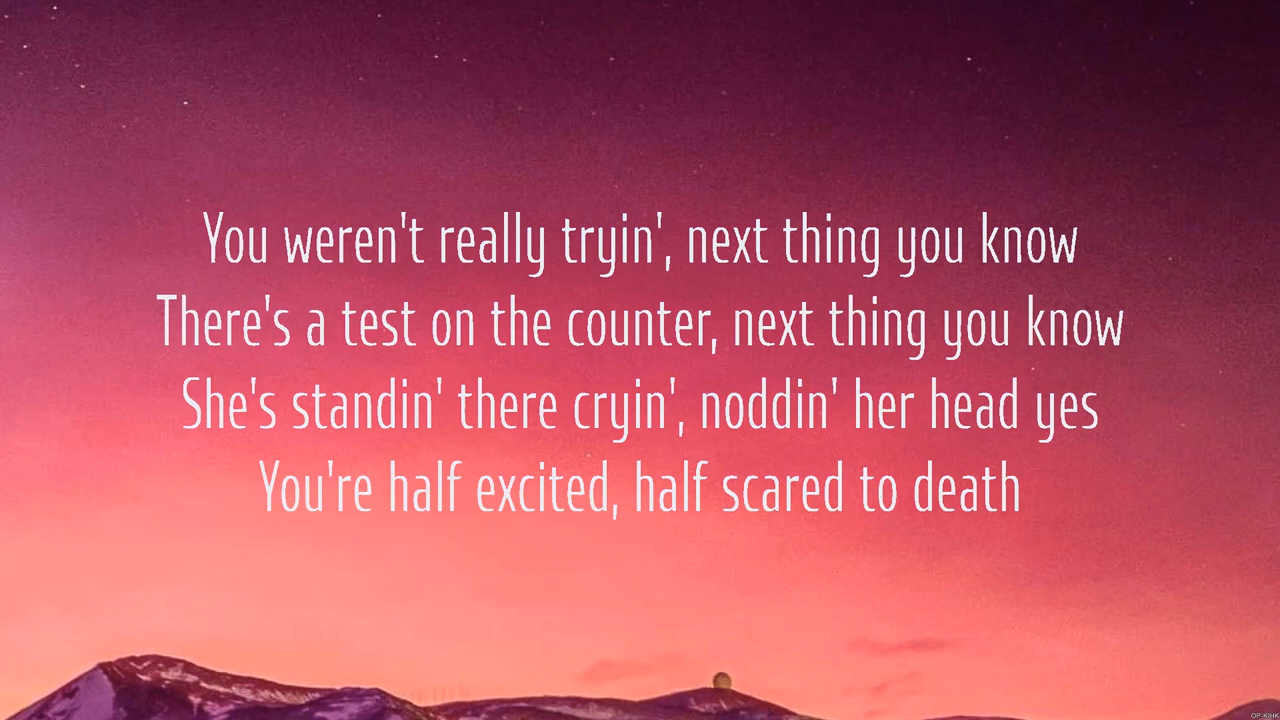 You weren't really tryin', next thing you know
There's a test on the counter, next thing you know
She's standin' there cryin', noddin' her head yes
You're half excited, half scared to death